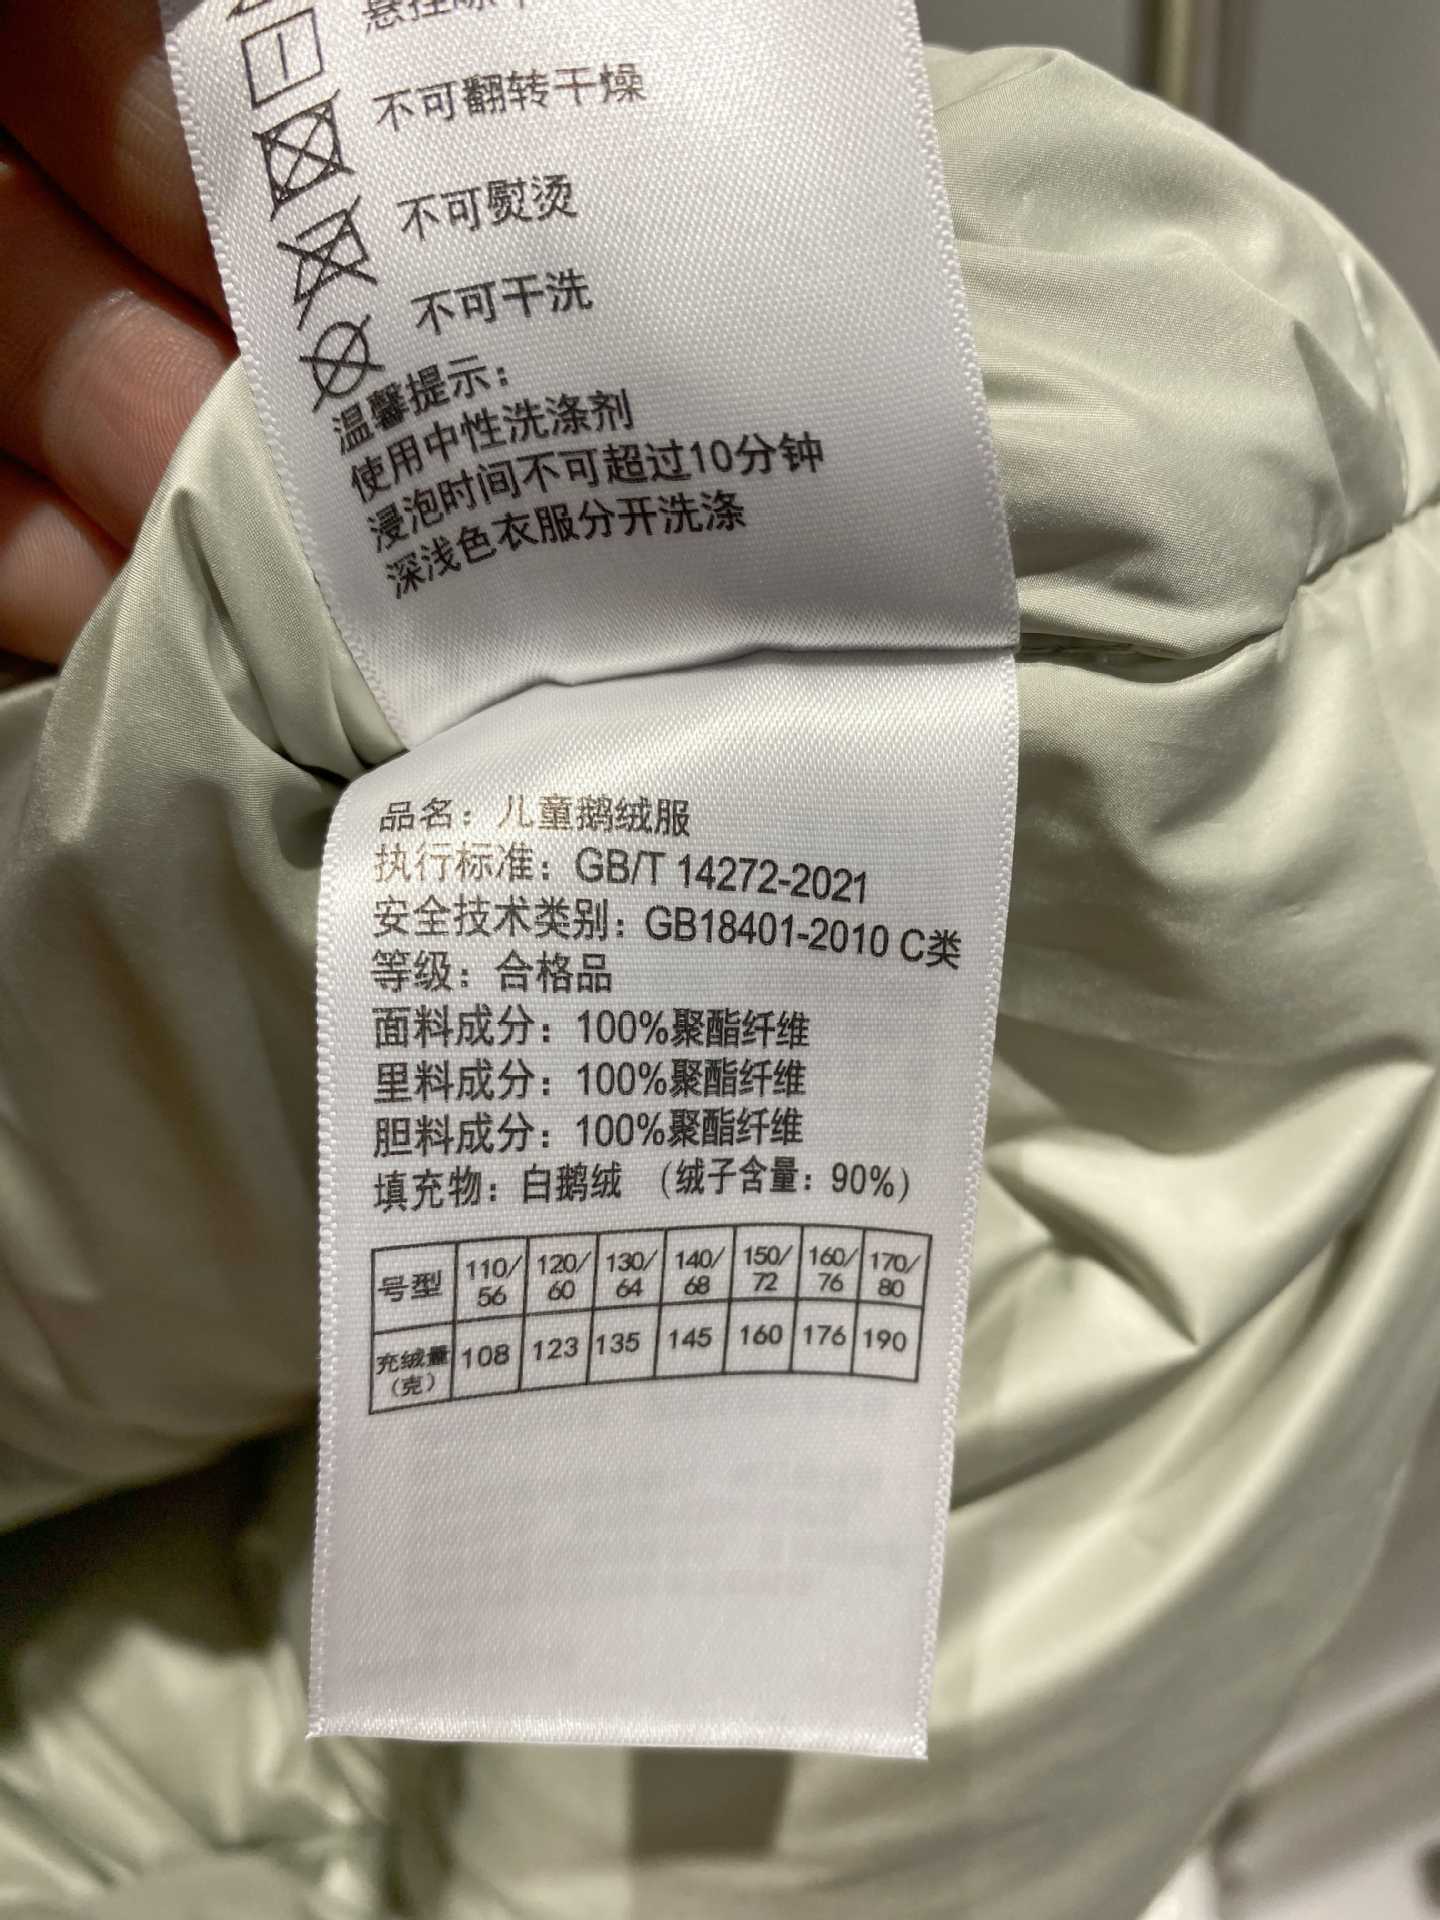 悬挂晾干
不可翻转干燥
不可熨烫
不可干洗
温馨提示：
使用中性洗涤剂
浸泡时间不可超过10分钟
深浅色衣服分开洗涤
品名：儿童鹅绒服
执行标准：GB/T 14272-2021
安全技术类别：GB18401-2010 C类
等级：合格品
面料成分：100%聚酯纤维
里料成分：100%聚酯纤维
胆料成分：100%聚酯纤维
填充物：白鹅绒 （绒子含量：90%）
号型 110/56 120/60 130/64 140/68 150/72 160/76 170/80
充绒量（克） 108 123 135 145 160 176 190